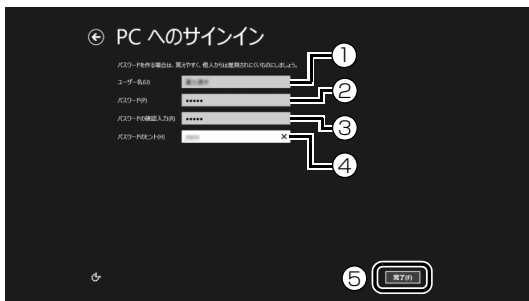 PC へのサインイン
パスワードを作る場合は、覚えやすく、他人からは推測されにくいものにしましょう。
ユーザー名(U)
①
パスワード(P) •••••
②
パスワードの確認入力(R) •••••
③
パスワードのヒント(H) ×
④
⑤ 完了(F)